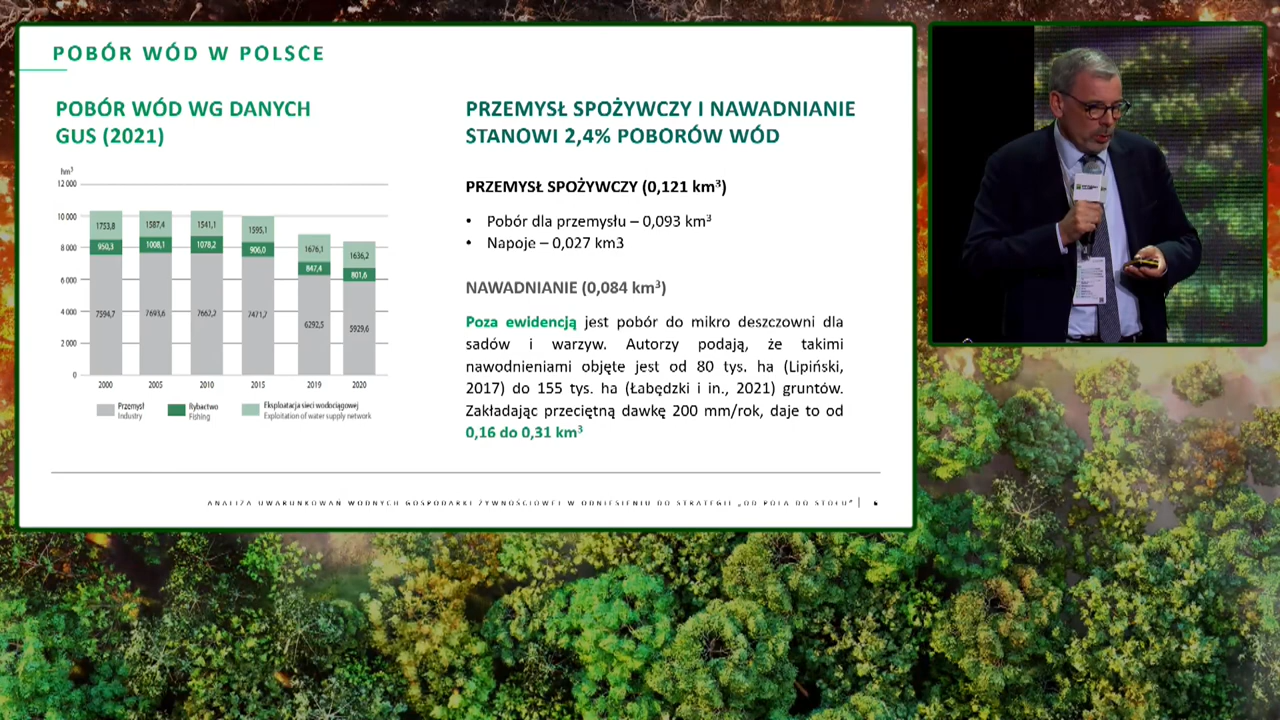 POBÓR WÓD W POLSCE
POBÓR WÓD WG DANYCH
GUS (2021)
hm³
12 000
10 000
8 000
6 000
4 000
2 000
0
1753,8
1587,4
1541,1
1595,1
1676,1
1636,2
950,3
1008,1
1078,2
906,0
847,4
801,6
7594,7
7693,6
7662,2
7471,7
6292,5
5929,6
2000
2005
2010
2015
2019
2020
Przemysł
Industry
Rybactwo
Fishing
Eksploatacja sieci wodociągowej
Exploitation of water supply network
PRZEMYSŁ SPOŻYWCZY I NAWADNIANIE
STANOWI 2,4% POBORÓW WÓD
PRZEMYSŁ SPOŻYWCZY (0,121 km³)
• Pobór dla przemysłu – 0,093 km³
• Napoje – 0,027 km3
NAWADNIANIE (0,084 km³)
Poza ewidencją jest pobór do mikro deszczowni dla
sadów i warzyw. Autorzy podają, że takimi
nawodnieniami objęte jest od 80 tys. ha (Lipiński,
2017) do 155 tys. ha (Łabędzki i in., 2021) gruntów.
Zakładając przeciętną dawkę 200 mm/rok, daje to od
0,16 do 0,31 km³
ANALIZA UWARUNKOWAŃ WODNYCH GOSPODARKI ŻYWNOŚCIOWEJ W ODNIESIENIU DO STRATEGII „OD POLA DO STOŁU" |